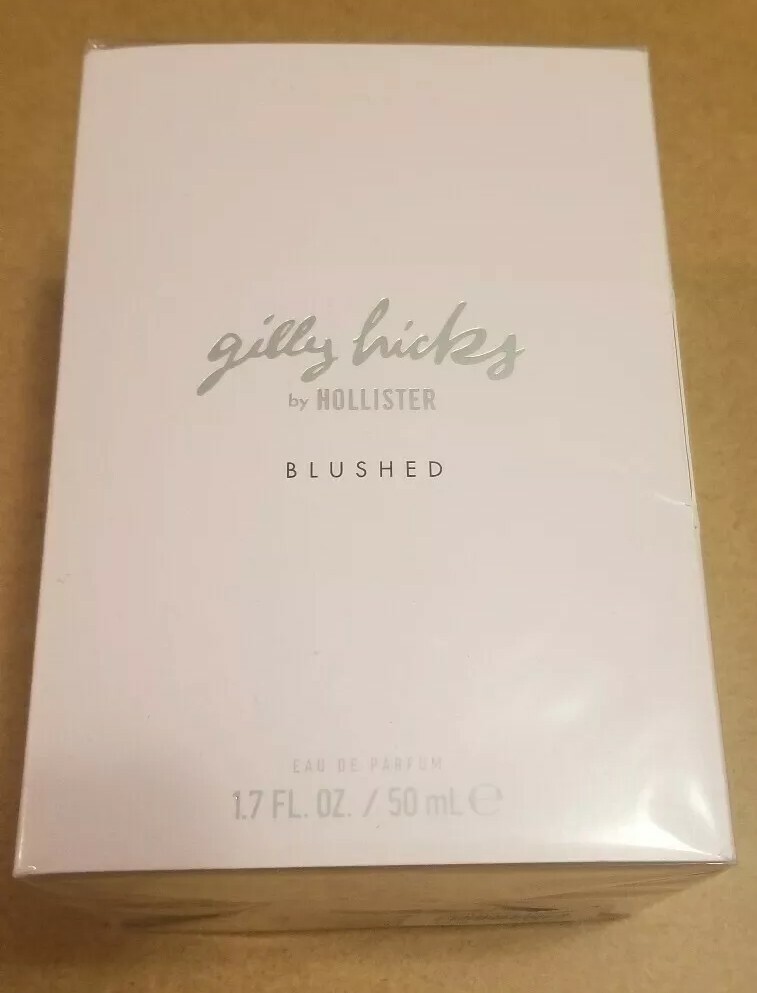 gilly hicks
by HOLLISTER
BLUSHED
EAU DE PARFUM
1.7 FL. OZ. / 50 mL ℮